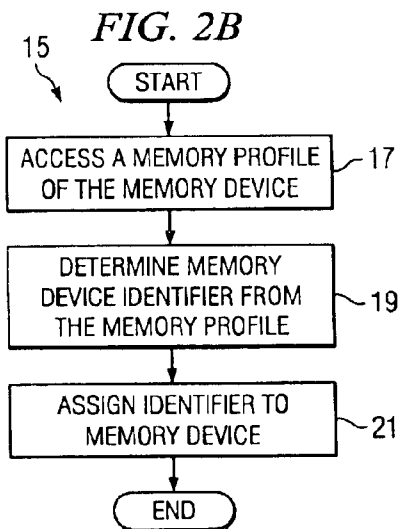 FIG. 2B
15
START
ACCESS A MEMORY PROFILE
OF THE MEMORY DEVICE
17
DETERMINE MEMORY
DEVICE IDENTIFIER FROM
THE MEMORY PROFILE
19
ASSIGN IDENTIFIER TO
MEMORY DEVICE
21
END